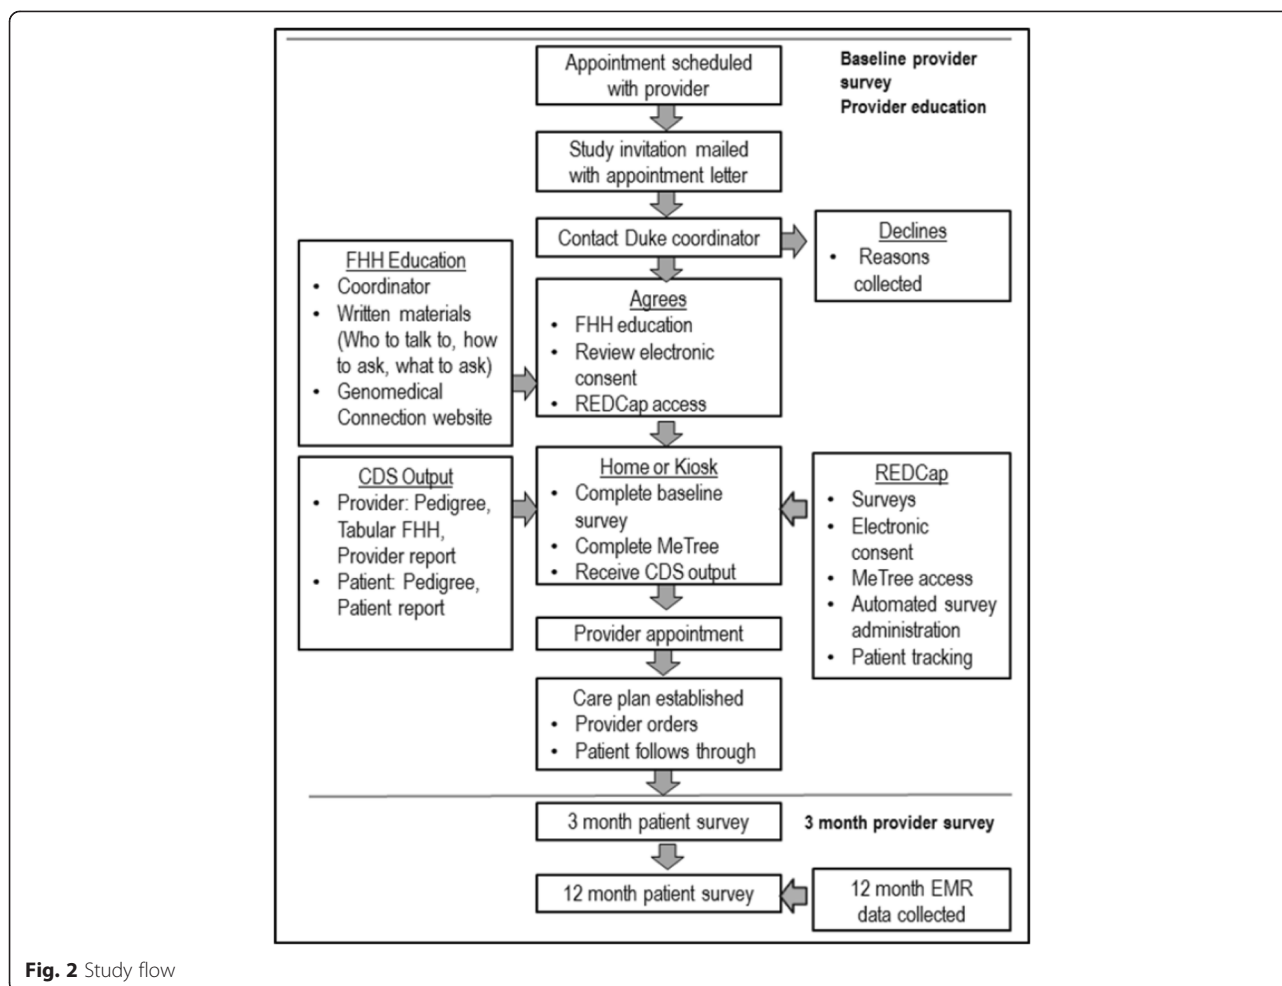 Appointment scheduled
with provider
Baseline provider
survey
Provider education
Study invitation mailed
with appointment letter
Contact Duke coordinator
Declines
• Reasons
collected
FHH Education
• Coordinator
• Written materials
(Who to talk to, how
to ask, what to ask)
• Genomedical
Connection website
Agrees
• FHH education
• Review electronic
consent
• REDCap access
CDS Output
• Provider: Pedigree,
Tabular FHH,
Provider report
• Patient: Pedigree,
Patient report
Home or Kiosk
• Complete baseline
survey
• Complete MeTree
• Receive CDS output
REDCap
• Surveys
• Electronic
consent
• MeTree access
• Automated survey
administration
• Patient tracking
Provider appointment
Care plan established
• Provider orders
• Patient follows through
3 month patient survey
3 month provider survey
12 month patient survey
12 month EMR
data collected
Fig. 2 Study flow